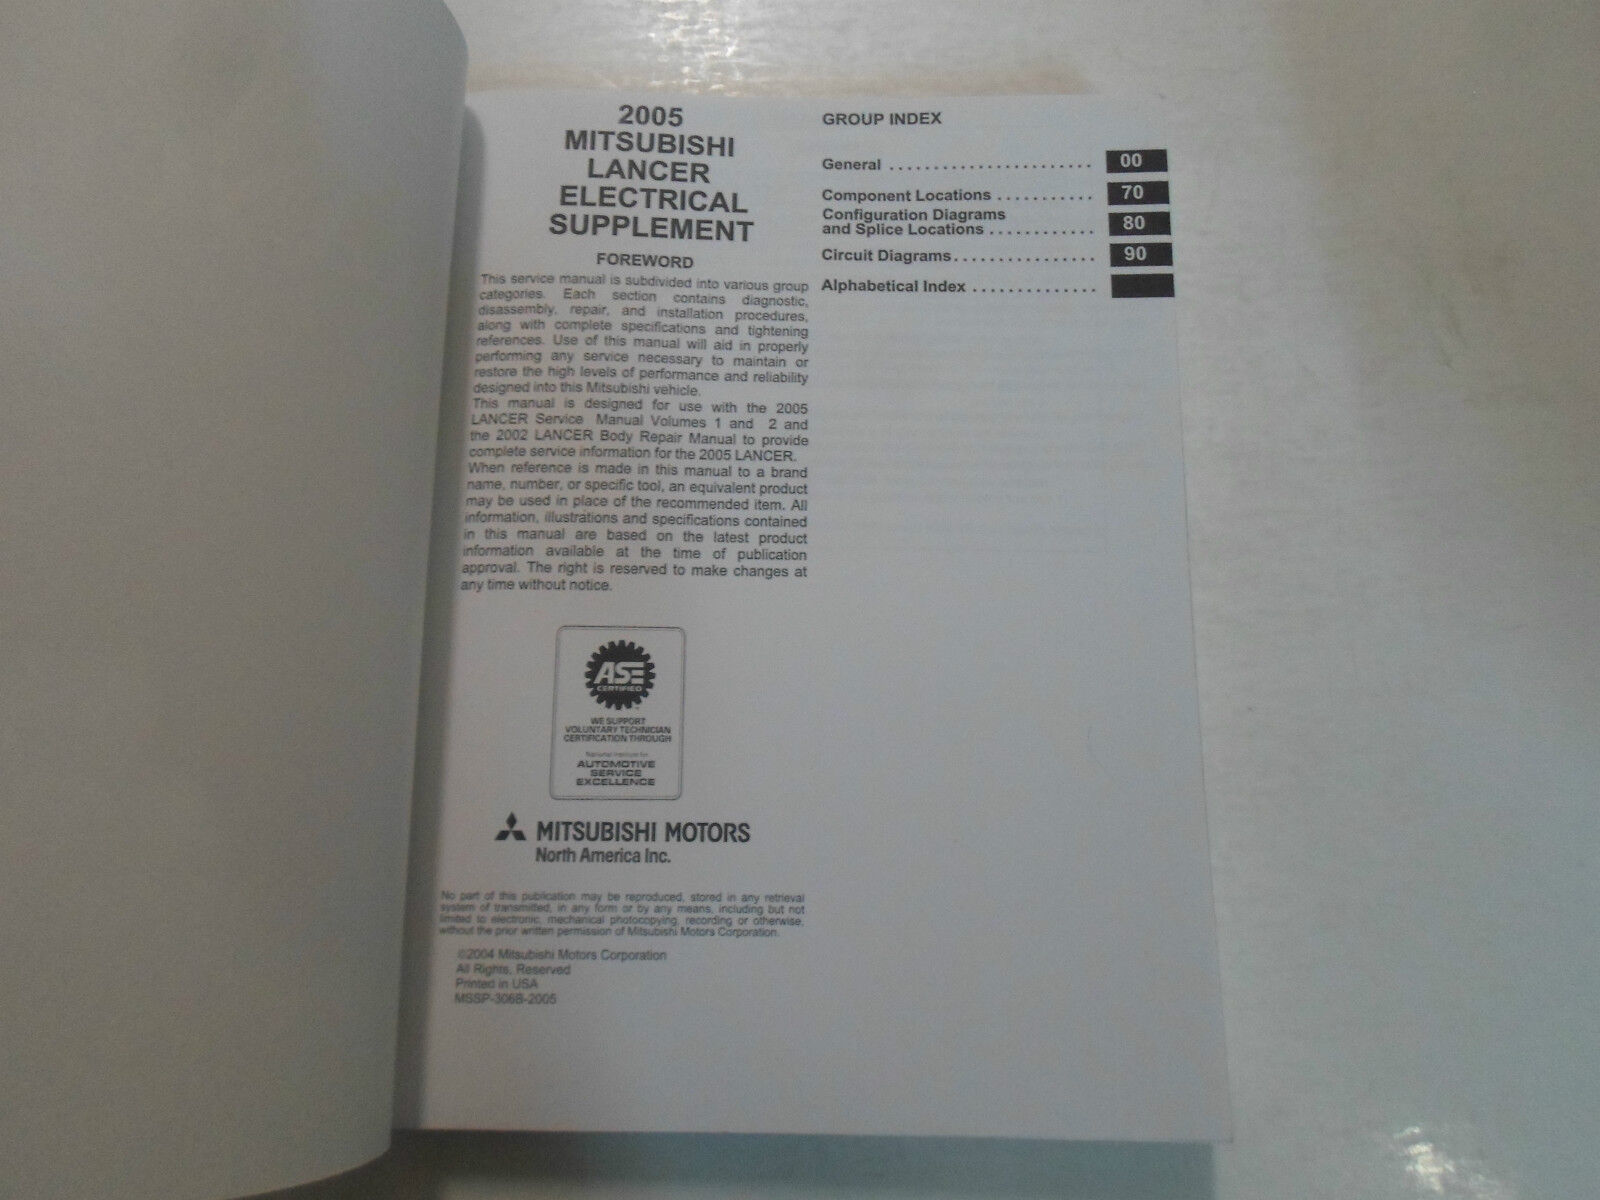 2005
MITSUBISHI
LANCER
ELECTRICAL
SUPPLEMENT
FOREWORD
This service manual is subdivided into various group
categories. Each section contains diagnostic,
disassembly, repair, and installation procedures,
along with complete specifications and tightening
references. Use of this manual will aid in properly
performing any service necessary to maintain or
restore the high levels of performance and reliability
designed into this Mitsubishi vehicle.
This manual is designed for use with the 2005
LANCER Service Manual Volumes 1 and 2 and
the 2002 LANCER Body Repair Manual to provide
complete service information for the 2005 LANCER.
When reference is made in this manual to a brand
name, number, or specific tool, an equivalent product
may be used in place of the recommended item. All
information, illustrations and specifications contained
in this manual are based on the latest product
information available at the time of publication
approval. The right is reserved to make changes at
any time without notice.
ASE
CERTIFIED
WE SUPPORT
VOLUNTARY TECHNICIAN
CERTIFICATION THROUGH
National Institute for
AUTOMOTIVE
SERVICE
EXCELLENCE
MITSUBISHI MOTORS
North America Inc.
No part of this publication may be reproduced, stored in any retrieval
system of transmitted, in any form or by any means, including but not
limited to electronic, mechanical photocopying, recording or otherwise,
without the prior written permission of Mitsubishi Motors Corporation.
©2004 Mitsubishi Motors Corporation
All Rights, Reserved
Printed in USA
MSSP-306B-2005
GROUP INDEX
General ....................... 00
Component Locations ........... 70
Configuration Diagrams
and Splice Locations ............ 80
Circuit Diagrams................ 90
Alphabetical Index ..............